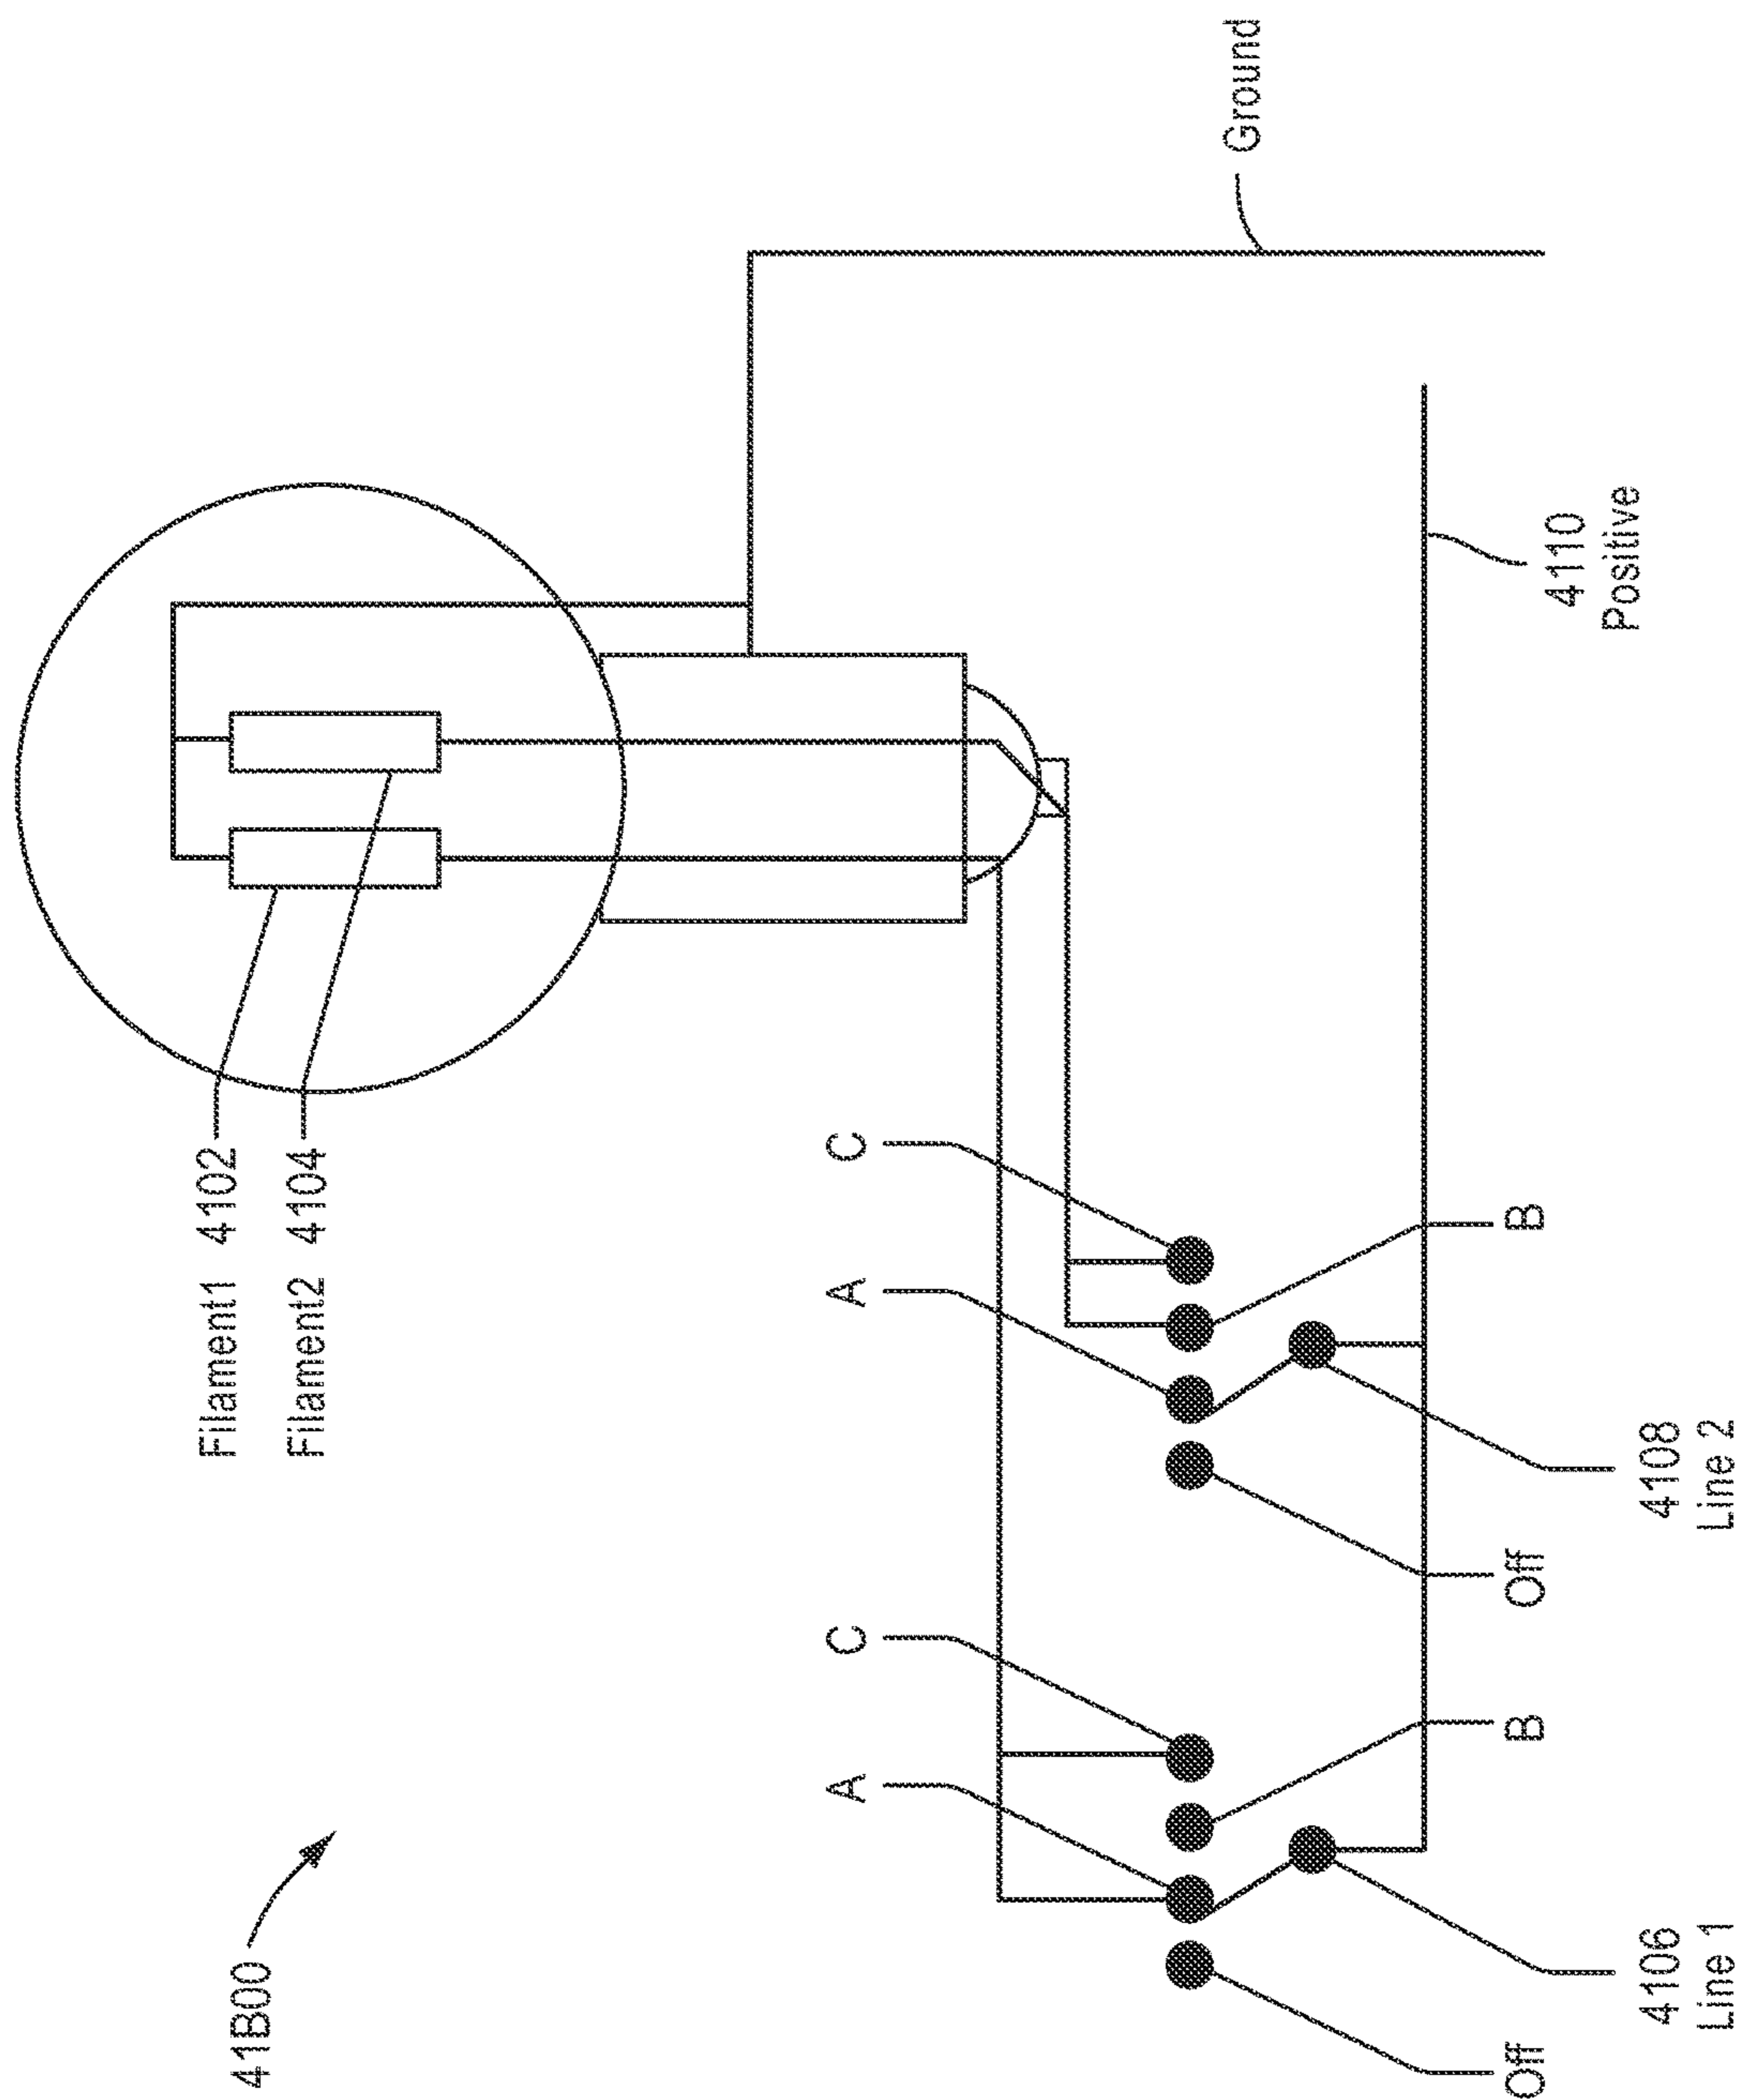 41B00
Filament1 4102
Filament2 4104
A
C
A
C
Ground
Off
B
Off
B
4106
Line 1
4108
Line 2
4110
Positive